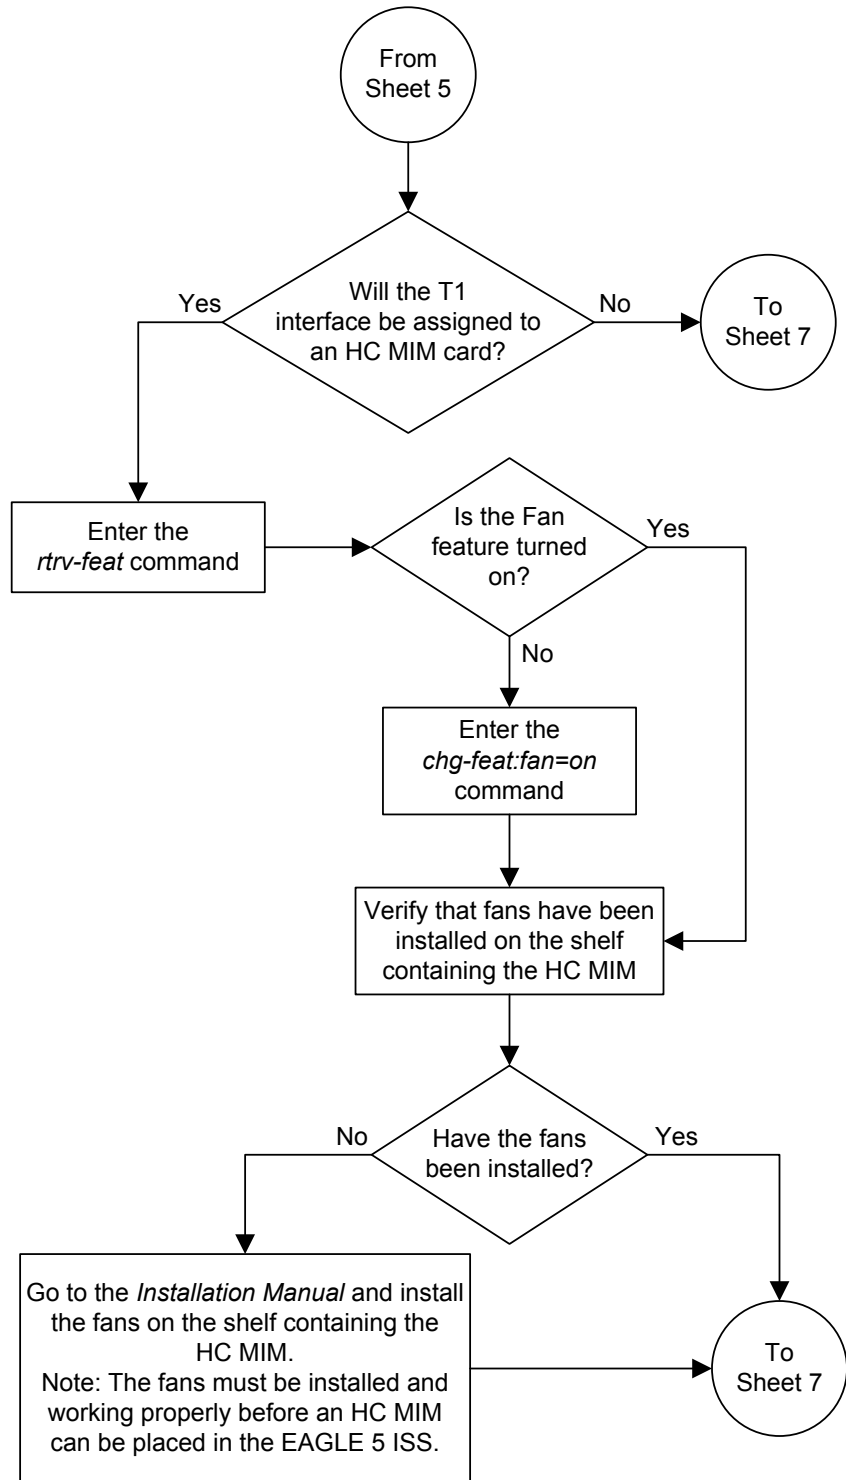 From
Sheet 5
Will the T1
interface be assigned to
an HC MIM card?
Yes
No
To
Sheet 7
Enter the
rtrv-feat command
Is the Fan
feature turned
on?
Yes
No
Enter the
chg-feat:fan=on
command
Verify that fans have been
installed on the shelf
containing the HC MIM
Have the fans
been installed?
No
Yes
Go to the Installation Manual and install
the fans on the shelf containing the
HC MIM.
Note: The fans must be installed and
working properly before an HC MIM
can be placed in the EAGLE 5 ISS.
To
Sheet 7